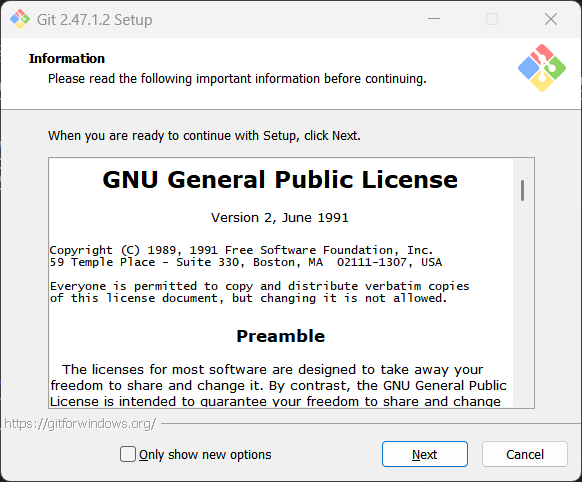 Git 2.47.1.2 Setup
Information
Please read the following important information before continuing.
When you are ready to continue with Setup, click Next.
GNU General Public License
Version 2, June 1991
Copyright (C) 1989, 1991 Free Software Foundation, Inc.
59 Temple Place - Suite 330, Boston, MA  02111-1307, USA
Everyone is permitted to copy and distribute verbatim copies
of this license document, but changing it is not allowed.
Preamble
The licenses for most software are designed to take away your
freedom to share and change it. By contrast, the GNU General Public
License is intended to guarantee your freedom to share and change
https://gitforwindows.org/
Only show new options
Next
Cancel